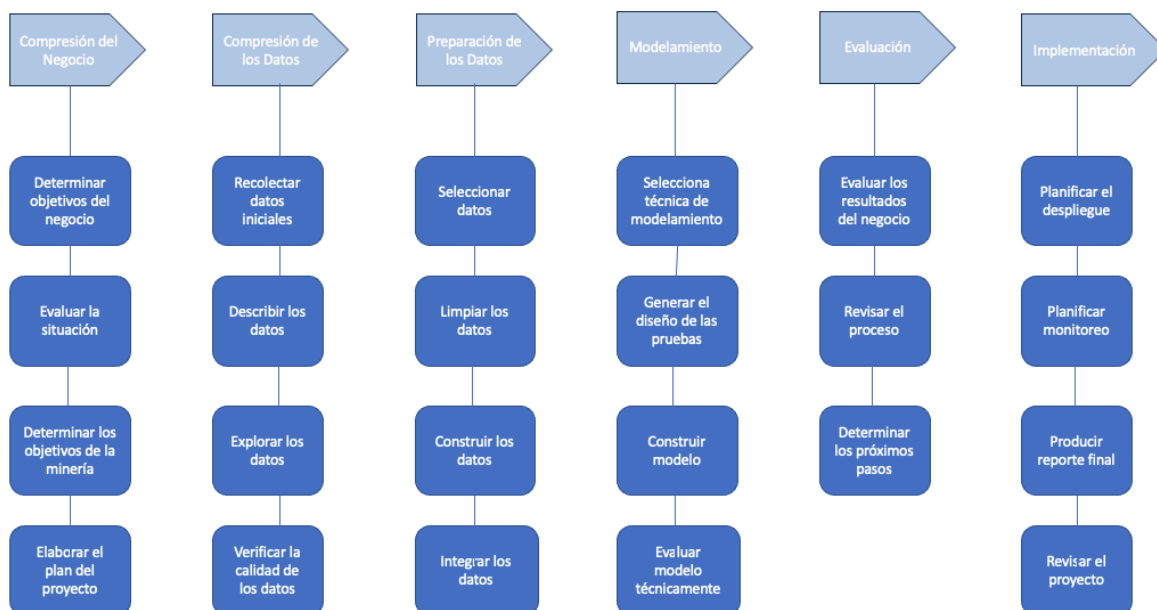 Compresión del
Negocio
Compresión de
los Datos
Preparación de
los Datos
Modelamiento
Evaluación
Implementación
Determinar
objetivos del
negocio
Recolectar
datos
iniciales
Seleccionar
datos
Selecciona
técnica de
modelamiento
Evaluar los
resultados
del negocio
Planificar el
despliegue
Evaluar la
situación
Describir los
datos
Limpiar los
datos
Generar el
diseño de las
pruebas
Revisar el
proceso
Planificar
monitoreo
Determinar los
objetivos de la
minería
Explorar los
datos
Construir los
datos
Construir
modelo
Determinar
los próximos
pasos
Producir
reporte final
Elaborar el
plan del
proyecto
Verificar la
calidad de
los datos
Integrar los
datos
Evaluar
modelo
técnicamente
Revisar el
proyecto